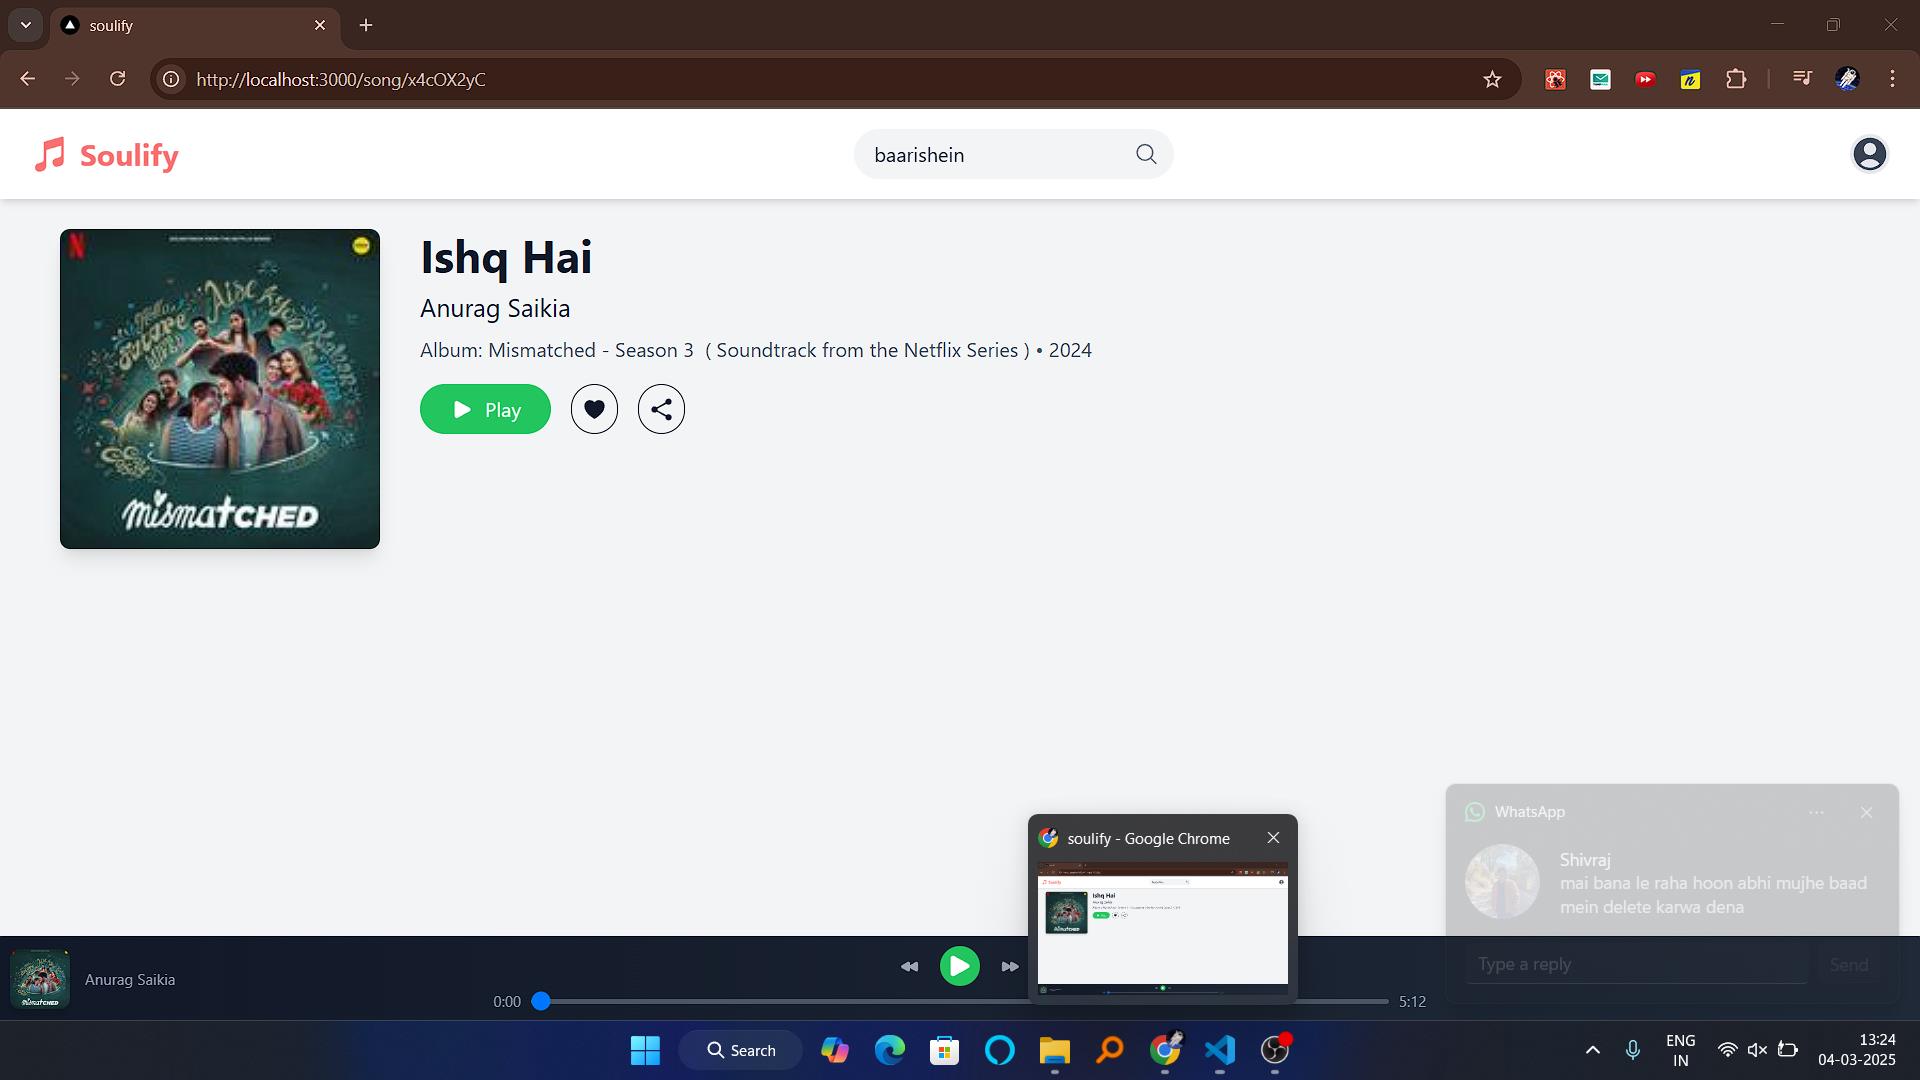 soulify
http://localhost:3000/song/x4cOX2yC
Soulify
baarishein
Ishq Hai
Anurag Saikia
Album: Mismatched - Season 3 ( Soundtrack from the Netflix Series ) • 2024
Play
mismatched
soulify - Google Chrome
Ishq Hai
WhatsApp
Shivraj
mai bana le raha hoon abhi mujhe baad
mein delete karwa dena
Type a reply
Send
Anurag Saikia
0:00
5:12
Search
ENG
IN
13:24
04-03-2025